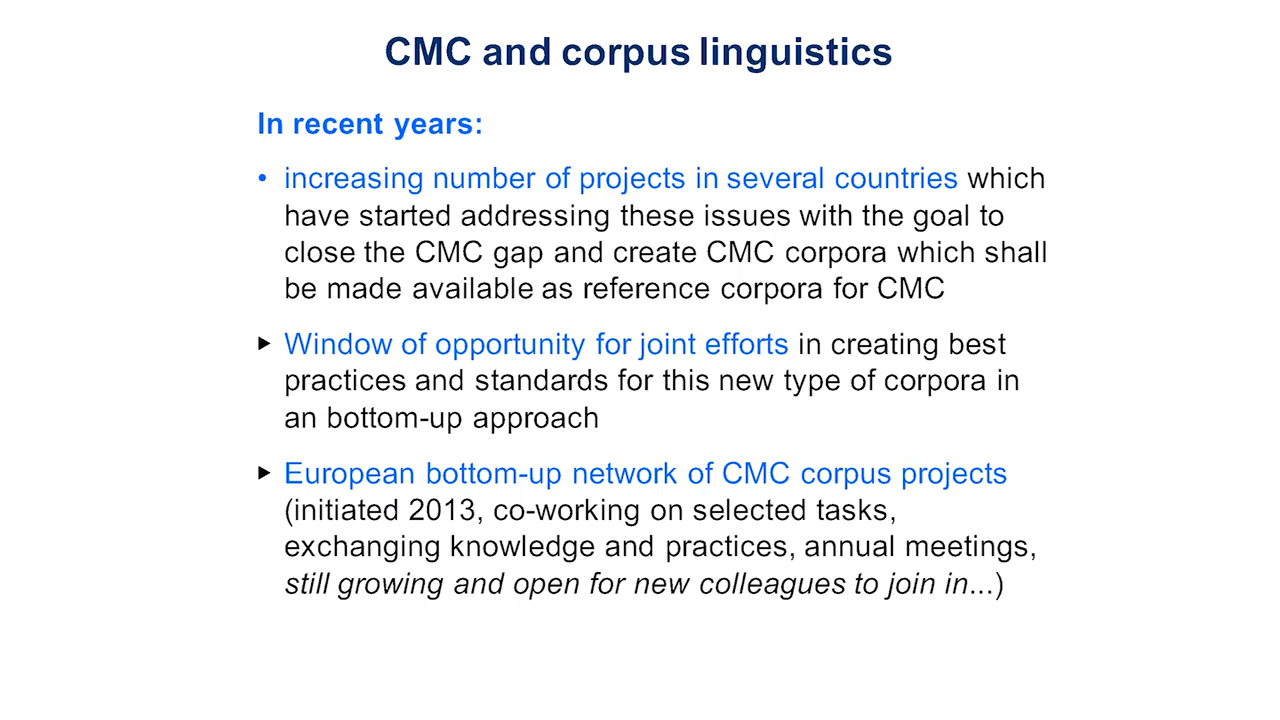 CMC and corpus linguistics
In recent years:
• increasing number of projects in several countries which
have started addressing these issues with the goal to
close the CMC gap and create CMC corpora which shall
be made available as reference corpora for CMC
► Window of opportunity for joint efforts in creating best
practices and standards for this new type of corpora in
an bottom-up approach
► European bottom-up network of CMC corpus projects
(initiated 2013, co-working on selected tasks,
exchanging knowledge and practices, annual meetings,
still growing and open for new colleagues to join in...)